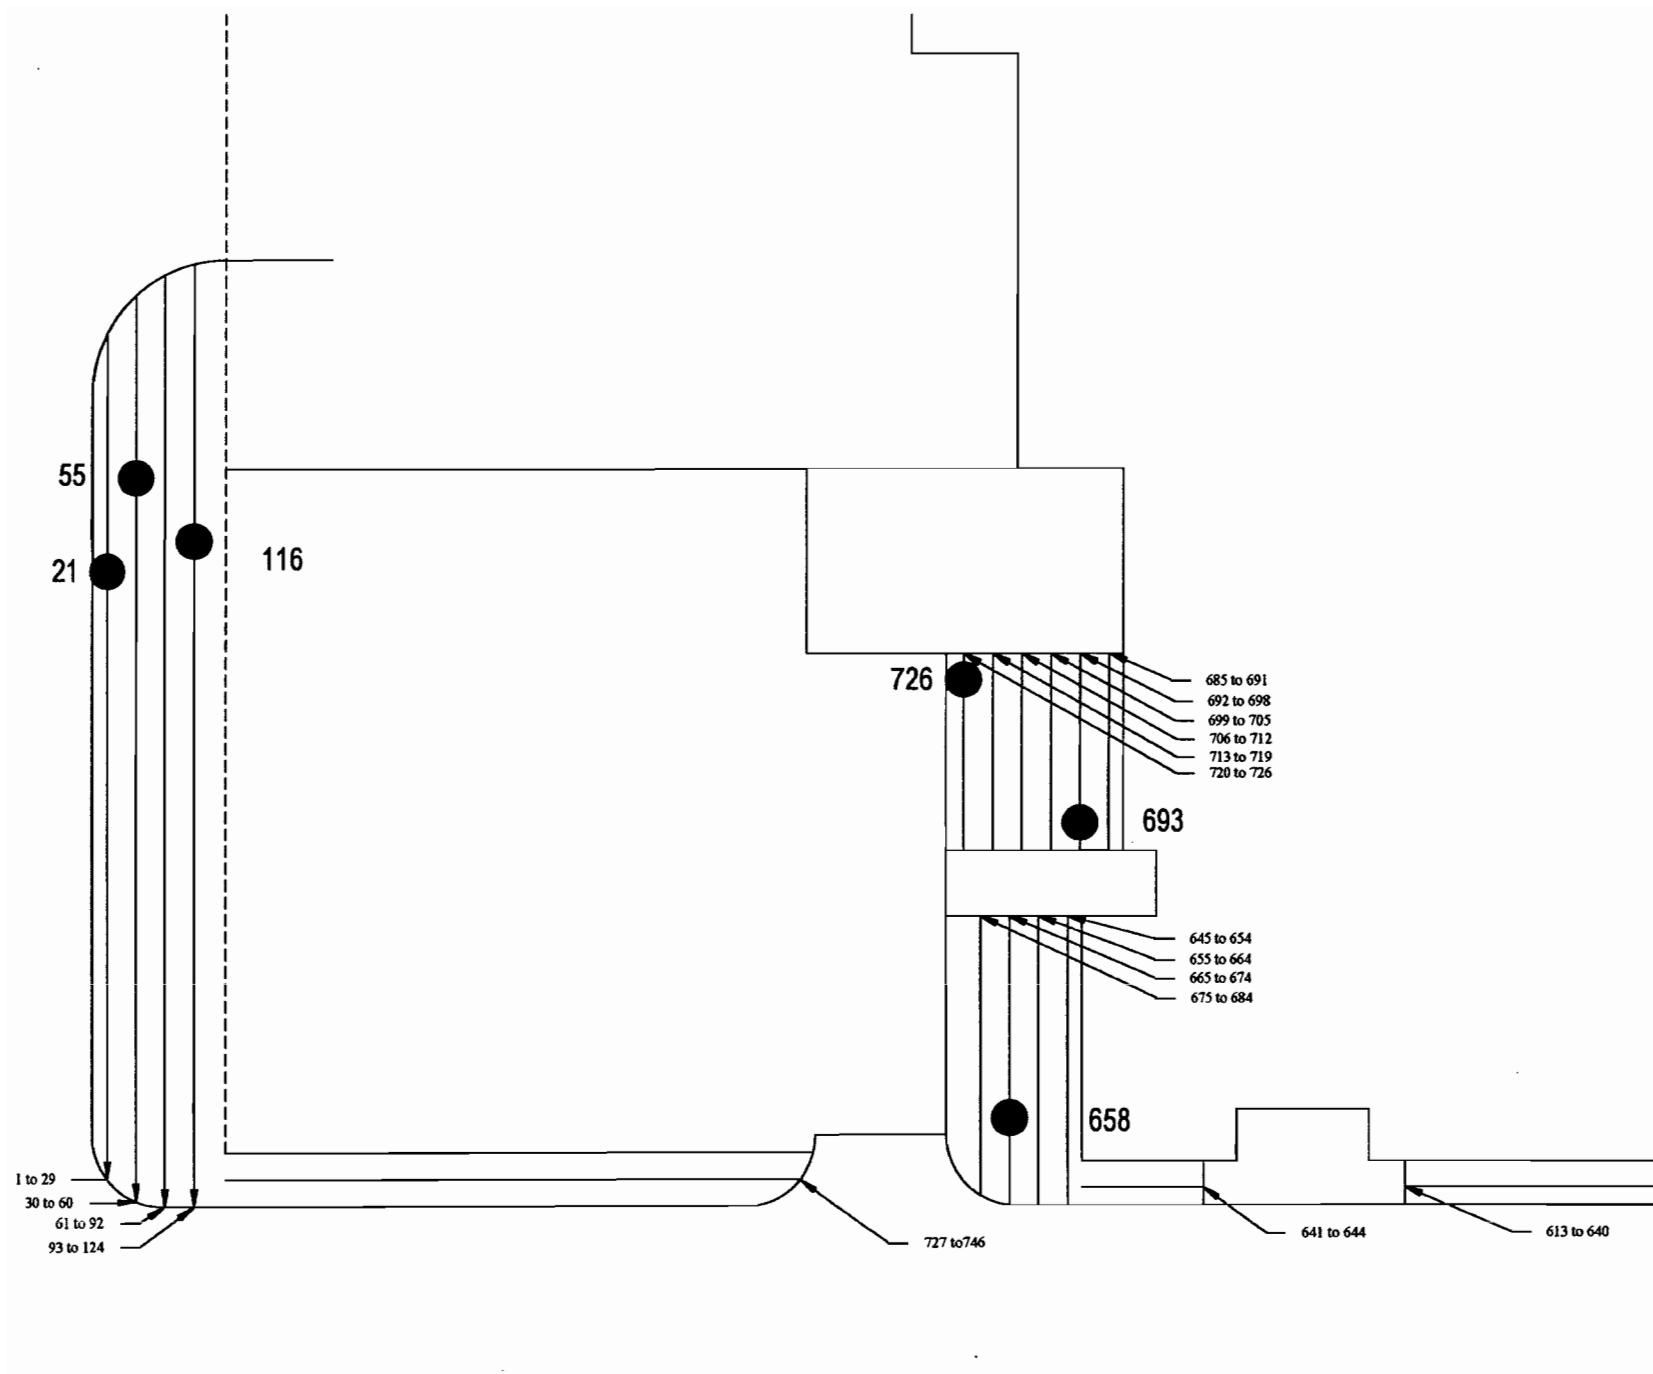 55
21
116
726
685 to 691
692 to 698
699 to 705
706 to 712
713 to 719
720 to 726
693
645 to 654
655 to 664
665 to 674
675 to 684
658
1 to 29
30 to 60
61 to 92
93 to 124
727 to746
641 to 644
613 to 640